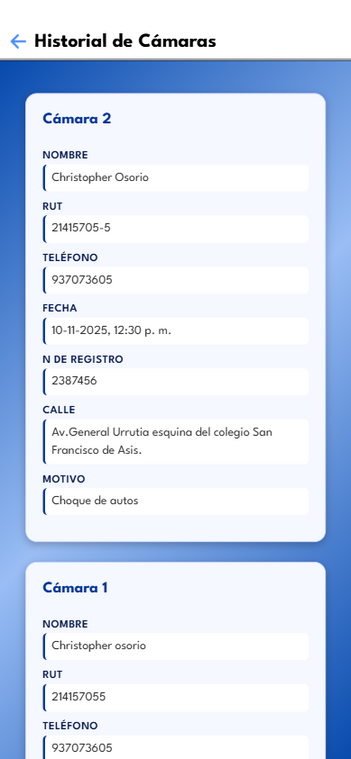 Historial de Cámaras
Cámara 2
NOMBRE
Christopher Osorio
RUT
21415705-5
TELÉFONO
937073605
FECHA
10-11-2025, 12:30 p. m.
N DE REGISTRO
2387456
CALLE
Av.General Urrutia esquina del colegio San
Francisco de Asis.
MOTIVO
Choque de autos
Cámara 1
NOMBRE
Christopher osorio
RUT
214157055
TELÉFONO
937073605